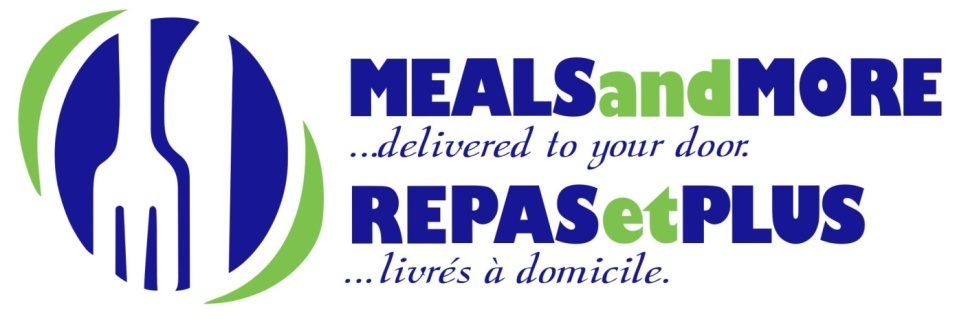 MEALSandMORE
...delivered to your door.
REPASetPLUS
...livrés à domicile.